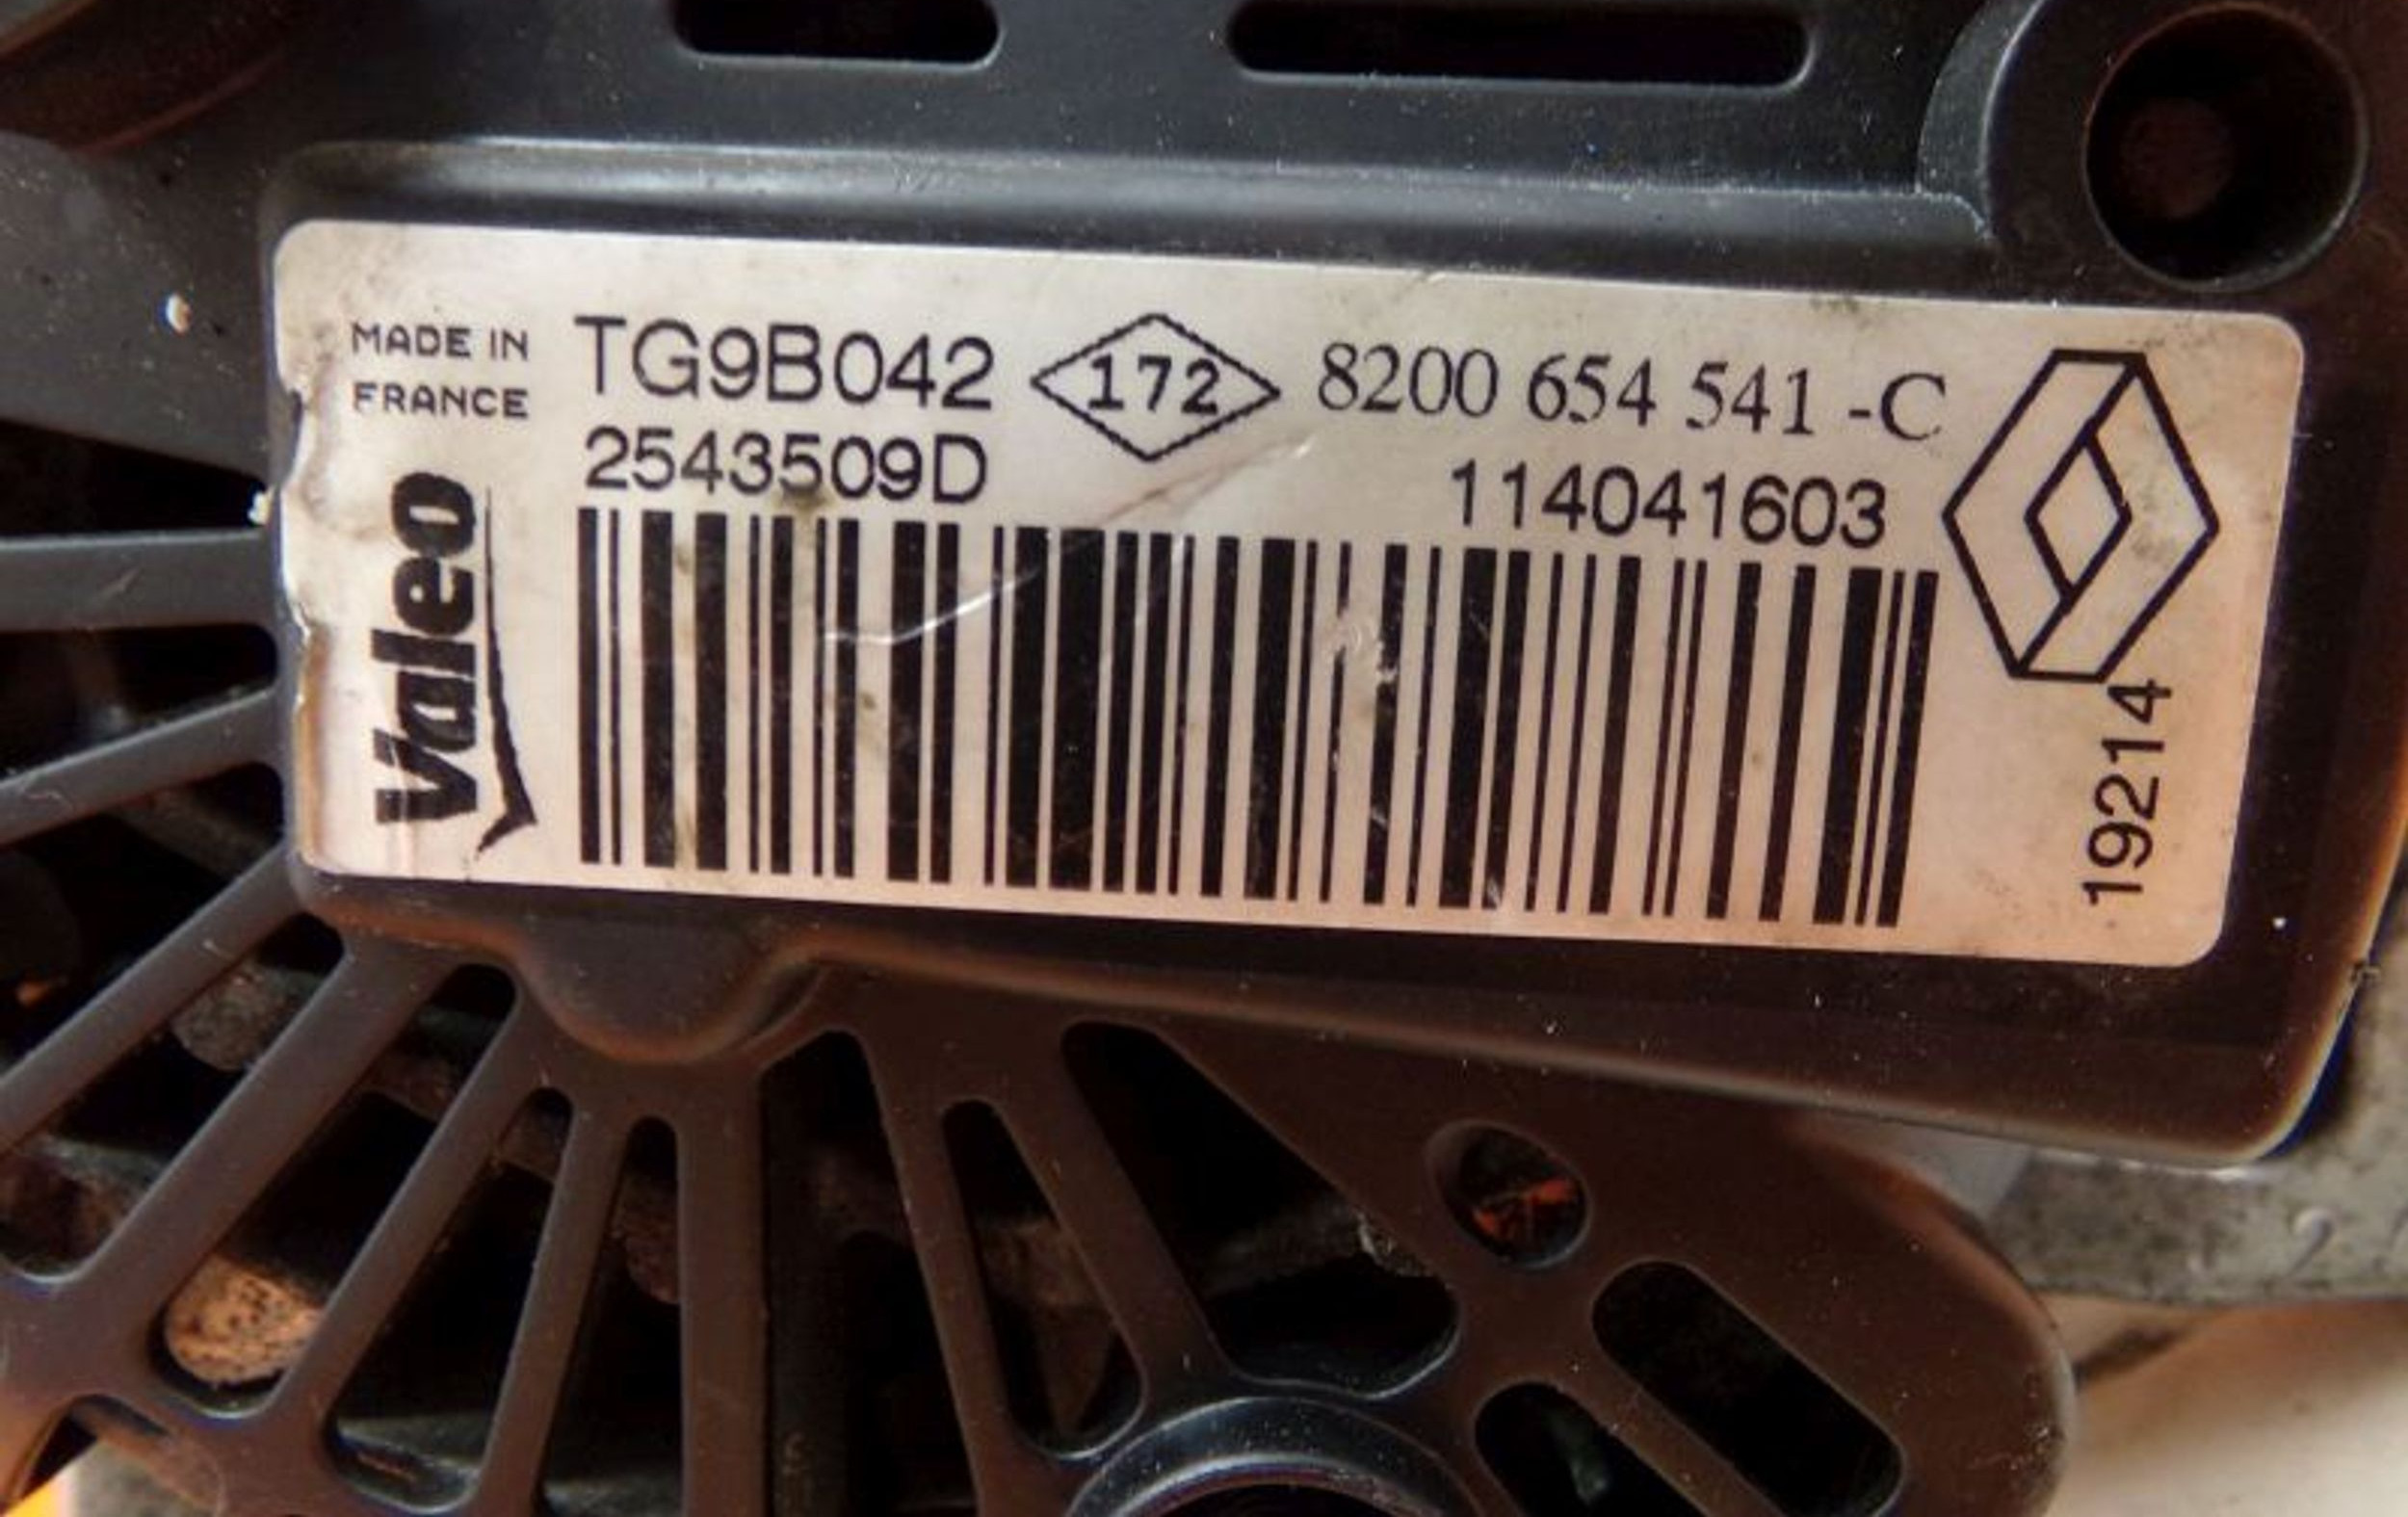 MADE IN
FRANCE
Valeo
TG9B042
172
8200 654 541 -C
2543509D
114041603
19214